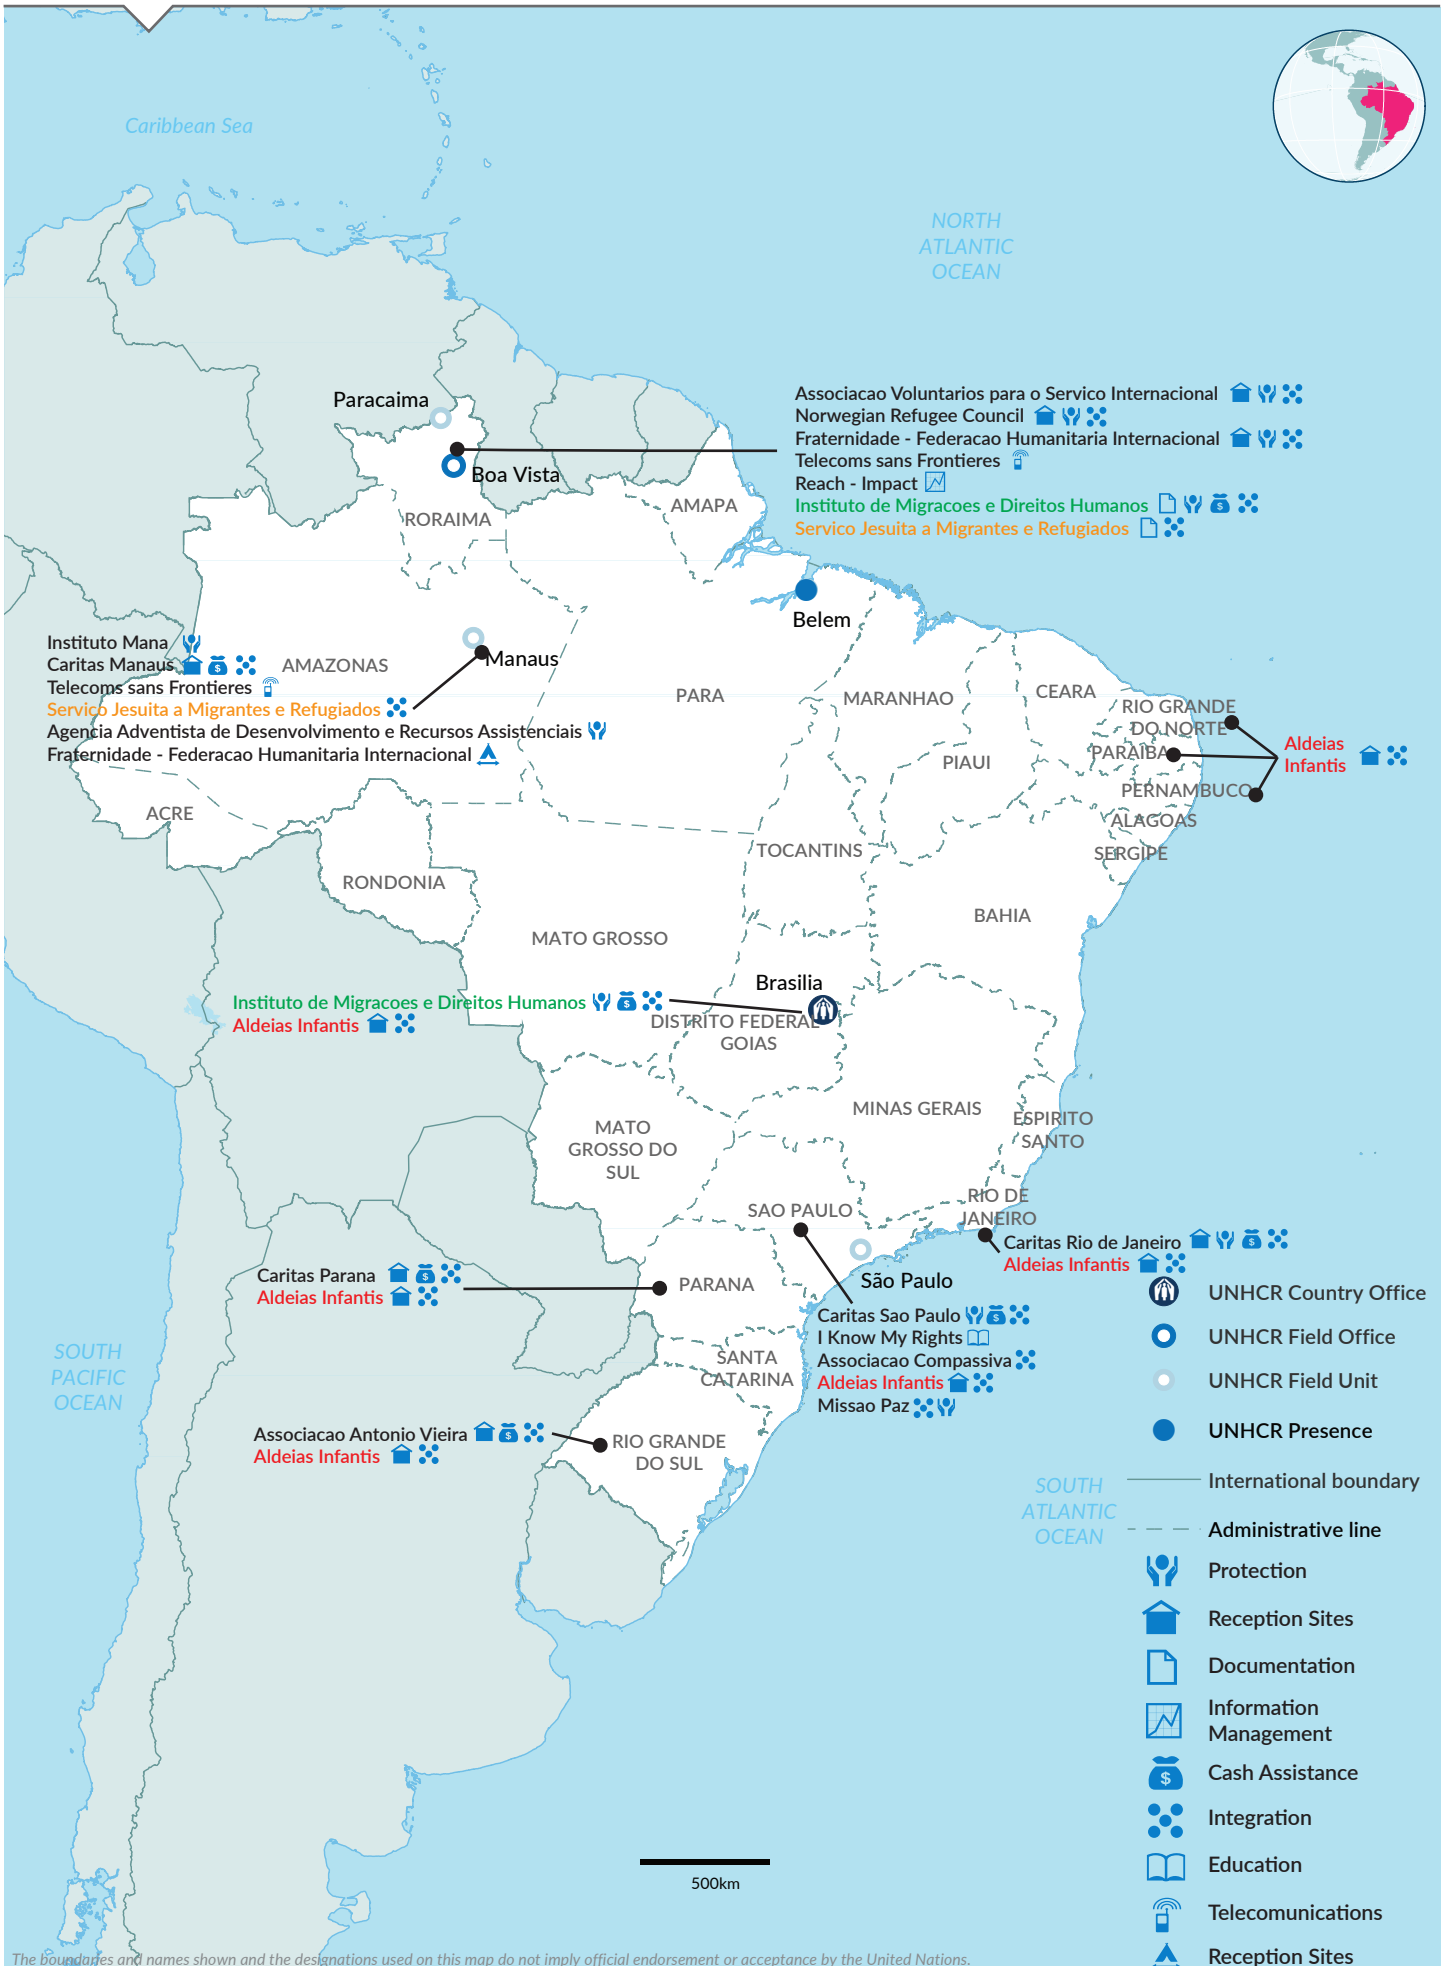 Caribbean Sea
NORTH
ATLANTIC
OCEAN
Paracaima
Boa Vista
RORAIMA
AMAPA
Associacao Voluntarios para o Servico Internacional
Norwegian Refugee Council
Fraternidade - Federacao Humanitaria Internacional
Telecoms sans Frontieres
Reach - Impact
Instituto de Migracoes e Direitos Humanos
Servico Jesuita a Migrantes e Refugiados
Belem
Instituto Mana
Caritas Manaus
Telecoms sans Frontieres
Servico Jesuita a Migrantes e Refugiados
Agencia Adventista de Desenvolvimento e Recursos Assistenciais
Fraternidade - Federacao Humanitaria Internacional
AMAZONAS
Manaus
PARA
MARANHAO
CEARA
RIO GRANDE
DO NORTE
PARAIBA
PIAUI
PERNAMBUCO
ALAGOAS
SERGIPE
Aldeias
Infantis
ACRE
RONDONIA
TOCANTINS
MATO GROSSO
BAHIA
Brasilia
Instituto de Migracoes e Direitos Humanos
Aldeias Infantis
DISTRITO FEDERAL
GOIAS
MINAS GERAIS
ESPIRITO
SANTO
MATO
GROSSO DO
SUL
SAO PAULO
RIO DE
JANEIRO
Caritas Rio de Janeiro
Aldeias Infantis
São Paulo
Caritas Parana
Aldeias Infantis
PARANA
Caritas Sao Paulo
I Know My Rights
Associacao Compassiva
Aldeias Infantis
Missao Paz
SANTA
CATARINA
SOUTH
PACIFIC
OCEAN
Associacao Antonio Vieira
Aldeias Infantis
RIO GRANDE
DO SUL
SOUTH
ATLANTIC
OCEAN
UNHCR Country Office
UNHCR Field Office
UNHCR Field Unit
UNHCR Presence
International boundary
Administrative line
Protection
Reception Sites
Documentation
Information
Management
$ Cash Assistance
Integration
Education
Telecomunications
Reception Sites
500km
The boundaries and names shown and the designations used on this map do not imply official endorsement or acceptance by the United Nations.